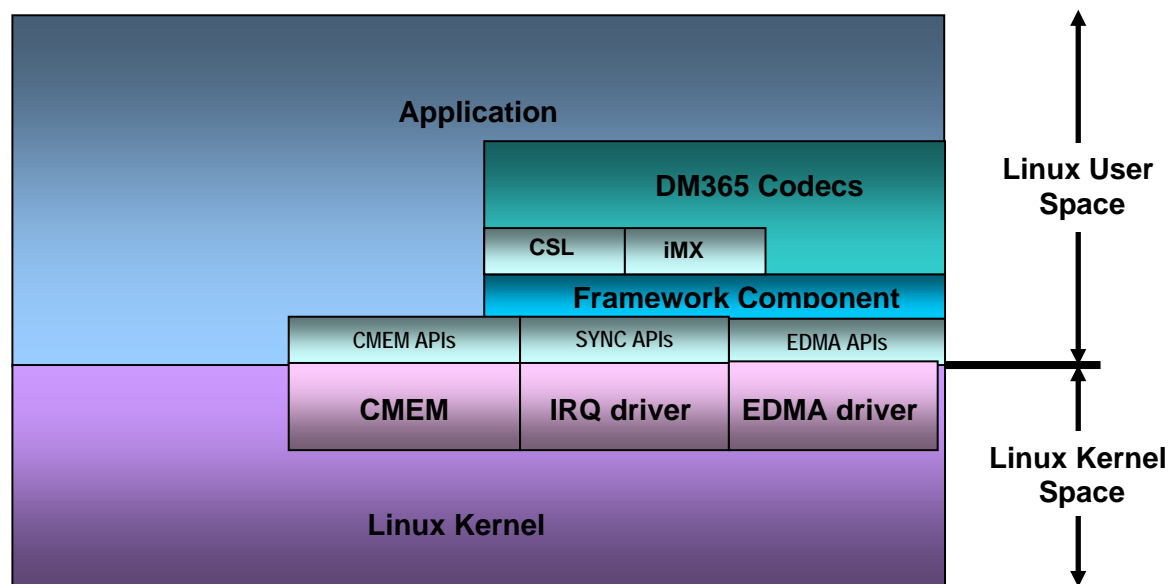 Application
DM365 Codecs
CSL
iMX
Framework Component
CMEM APIs
SYNC APIs
EDMA APIs
CMEM
IRQ driver
EDMA driver
Linux Kernel
Linux User
Space
Linux Kernel
Space